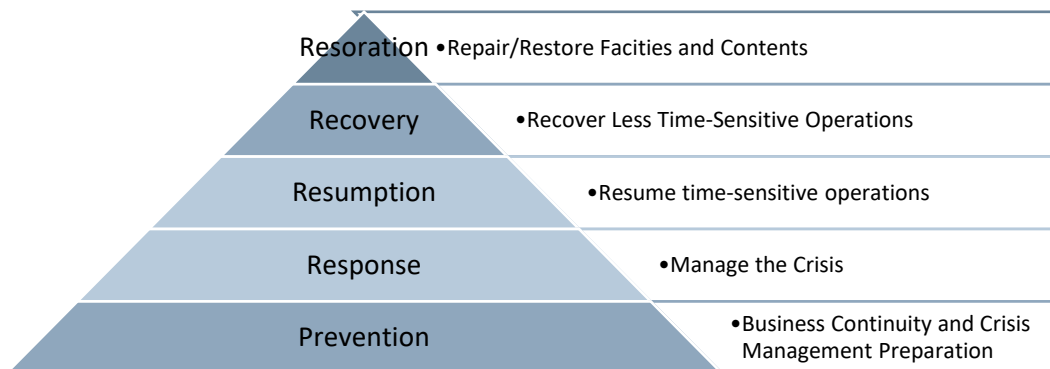 Resoration •Repair/Restore Facities and Contents
Recovery •Recover Less Time-Sensitive Operations
Resumption •Resume time-sensitive operations
Response •Manage the Crisis
Prevention •Business Continuity and Crisis
Management Preparation